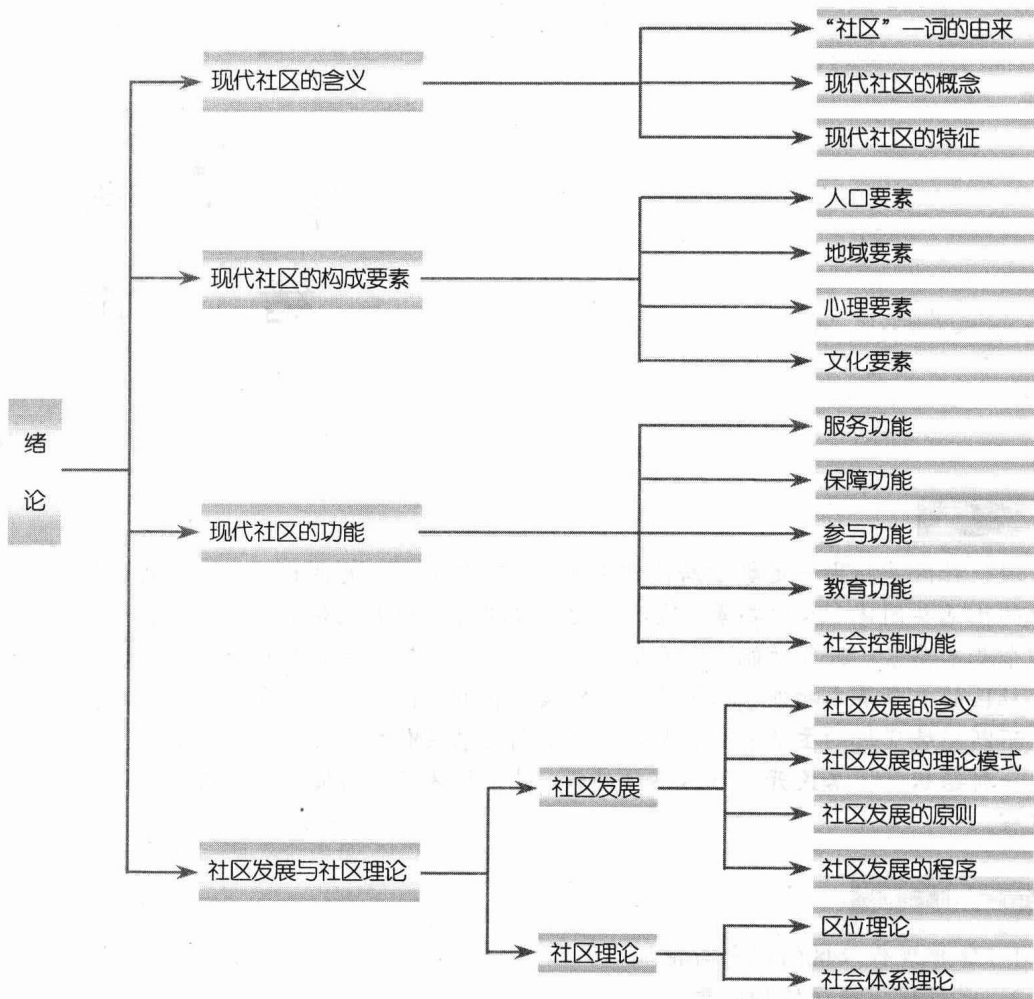 绪
论
现代社区的含义
“社区”一词的由来
现代社区的概念
现代社区的特征
现代社区的构成要素
人口要素
地域要素
心理要素
文化要素
现代社区的功能
服务功能
保障功能
参与功能
教育功能
社会控制功能
社区发展与社区理论
社区发展
社区发展的含义
社区发展的理论模式
社区发展的原则
社区发展的程序
社区理论
区位理论
社会体系理论